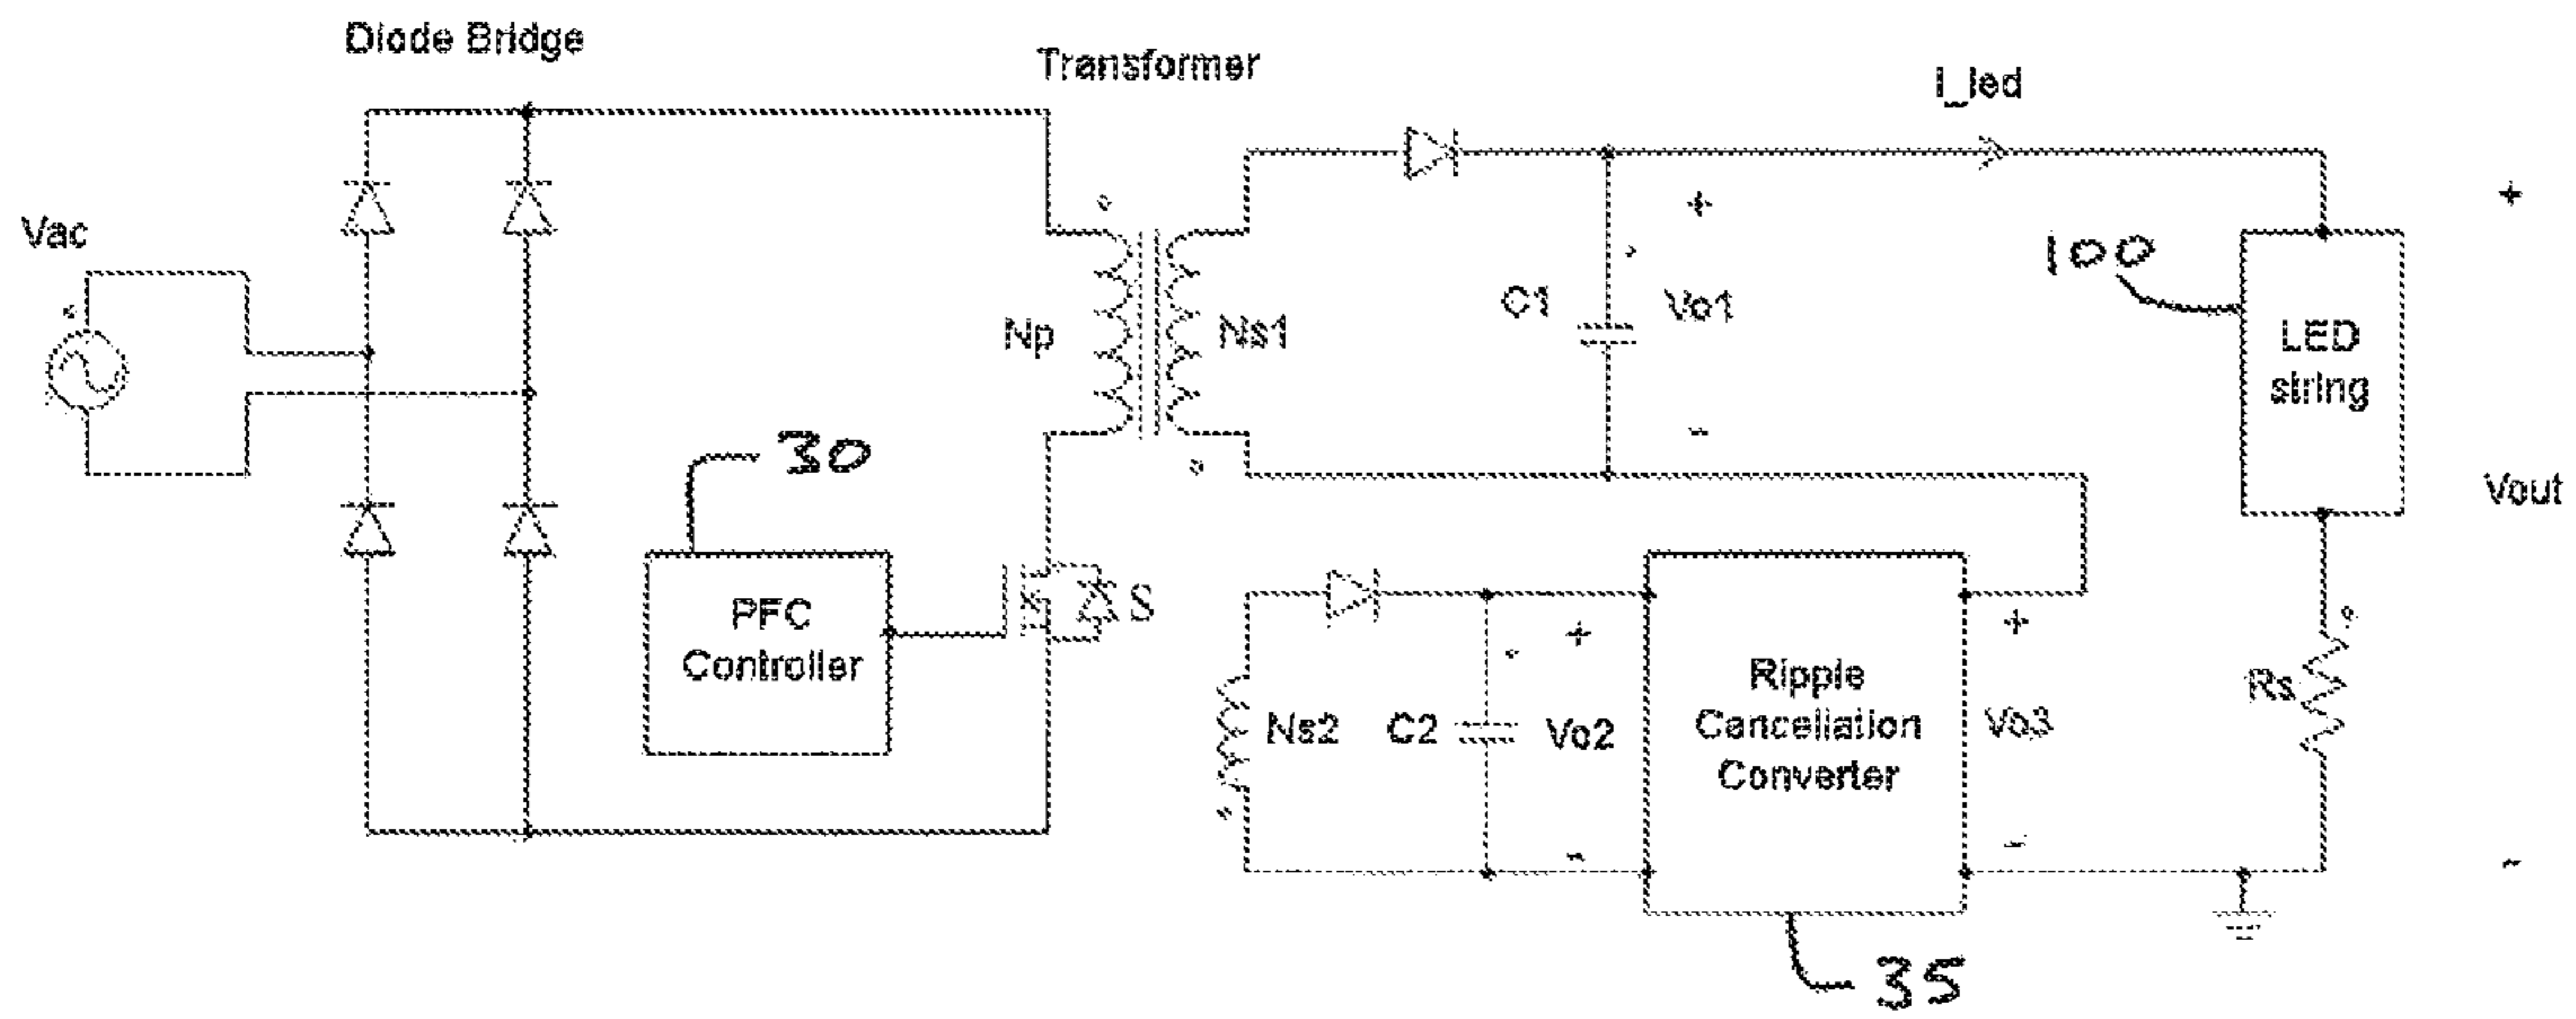 Diode Bridge
Transformer
I_led
Vac
100
Np
Ns1
C1
Vo1
+
-
LED
string
+
Vout
-
30
PFC
Controller
S
Ns2
C2
+
Vo2
-
Ripple
Cancellation
Converter
+
Vo3
-
Rs
35